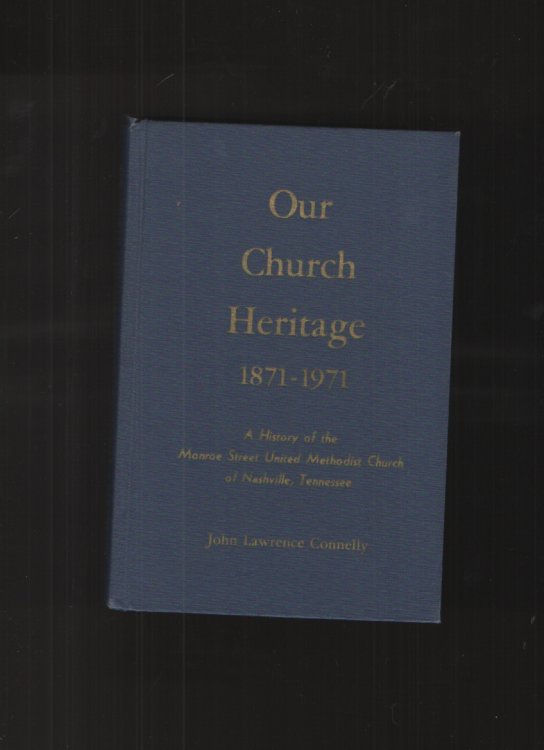 Our
Church
Heritage
1871-1971
A History of the
Monroe Street United Methodist Church
of Nashville, Tennessee
John Lawrence Connelly